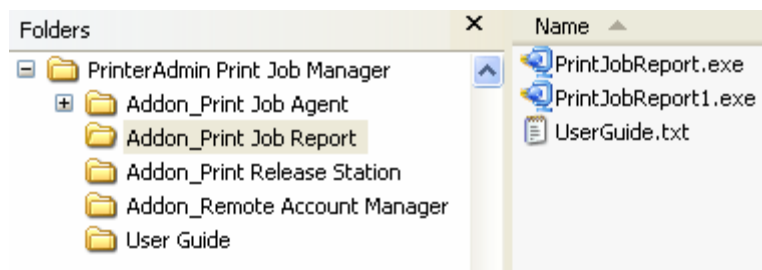 Folders
PrinterAdmin Print Job Manager
Addon_Print Job Agent
Addon_Print Job Report
Addon_Print Release Station
Addon_Remote Account Manager
User Guide
Name
PrintJobReport.exe
PrintJobReport1.exe
UserGuide.txt